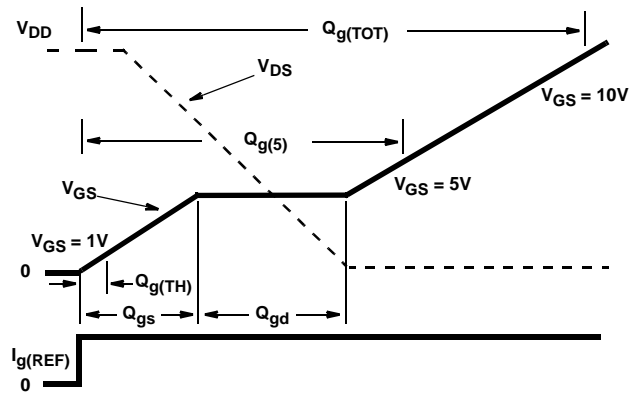 V_DD
Q_g(TOT)
V_DS
V_GS = 10V
Q_g(5)
V_GS
V_GS = 5V
V_GS = 1V
0
Q_g(TH)
Q_gs
Q_gd
I_g(REF)
0